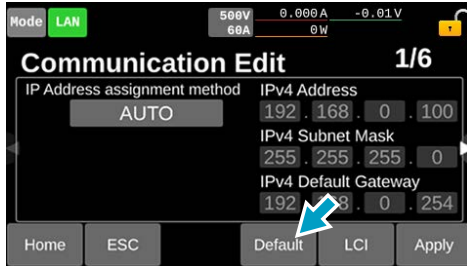 Mode LAN 500V 0.000A -0.01V
60A 0W
Communication Edit 1/6
IP Address assignment method IPv4 Address
AUTO 192 . 168 . 0 . 100
IPv4 Subnet Mask
255 . 255 . 255 . 0
IPv4 Default Gateway
192 . 0 . 254
Home ESC Default LCI Apply